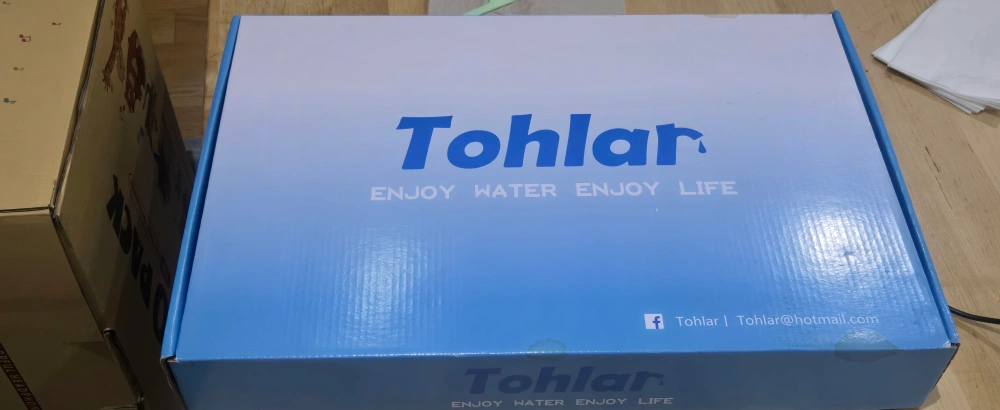 Tohlar
ENJOY WATER ENJOY LIFE
Tohlar | Tohlar@hotmail.com
Tohlar
ENJOY WATER ENJOY LIFE